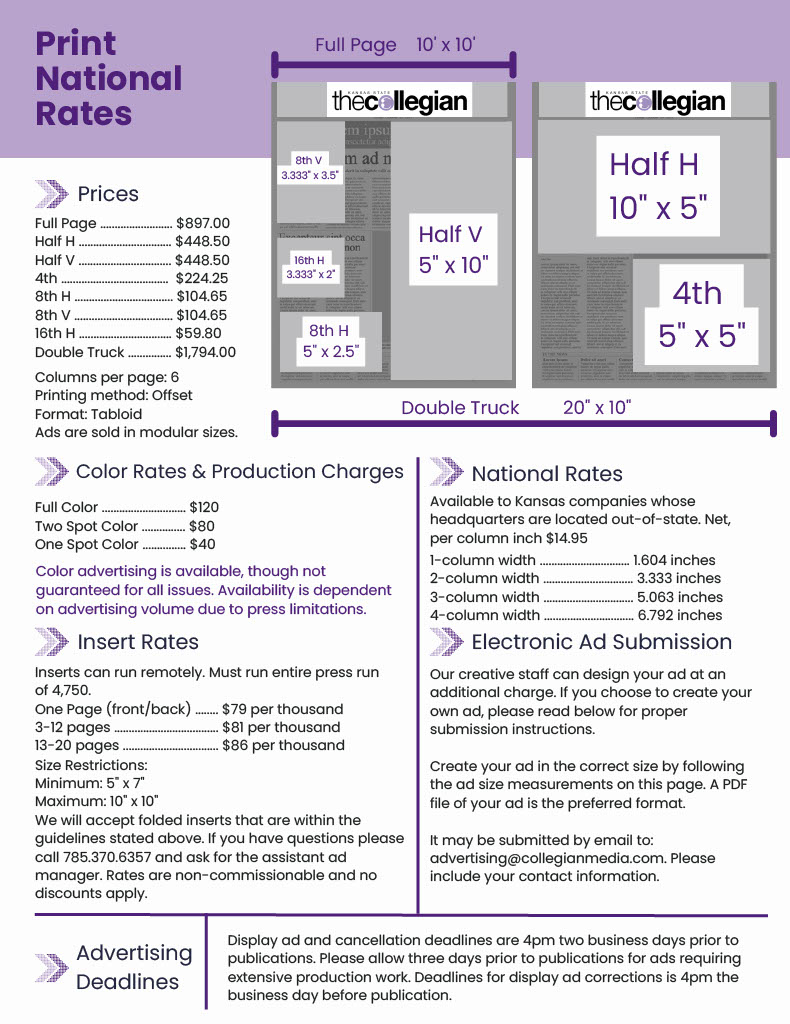 Print
National
Rates
Full Page 10' x 10'
KANSAS STATE
thecollegian
KANSAS STATE
thecollegian
8th V
3.333" x 3.5"
16th H
3.333" x 2"
8th H
5" x 2.5"
Half V
5" x 10"
Half H
10" x 5"
4th
5" x 5"
Double Truck 20" x 10"
Prices
Full Page ........................ $897.00
Half H ............................... $448.50
Half V ............................... $448.50
4th .................................... $224.25
8th H ................................ $104.65
8th V ................................ $104.65
16th H .............................. $59.80
Double Truck .............. $1,794.00
Columns per page: 6
Printing method: Offset
Format: Tabloid
Ads are sold in modular sizes.
Color Rates & Production Charges
Full Color ............................ $120
Two Spot Color ............... $80
One Spot Color ............... $40
Color advertising is available, though not
guaranteed for all issues. Availability is dependent
on advertising volume due to press limitations.
Insert Rates
Inserts can run remotely. Must run entire press run
of 4,750.
One Page (front/back) ........ $79 per thousand
3-12 pages ................................... $81 per thousand
13-20 pages ................................ $86 per thousand
Size Restrictions:
Minimum: 5" x 7"
Maximum: 10" x 10"
We will accept folded inserts that are within the
guidelines stated above. If you have questions please
call 785.370.6357 and ask for the assistant ad
manager. Rates are non-commissionable and no
discounts apply.
National Rates
Available to Kansas companies whose
headquarters are located out-of-state. Net,
per column inch $14.95
1-column width .............................. 1.604 inches
2-column width .............................. 3.333 inches
3-column width .............................. 5.063 inches
4-column width .............................. 6.792 inches
Electronic Ad Submission
Our creative staff can design your ad at an
additional charge. If you choose to create your
own ad, please read below for proper
submission instructions.
Create your ad in the correct size by following
the ad size measurements on this page. A PDF
file of your ad is the preferred format.
It may be submitted by email to:
advertising@collegianmedia.com. Please
include your contact information.
Advertising
Deadlines
Display ad and cancellation deadlines are 4pm two business days prior to
publications. Please allow three days prior to publications for ads requiring
extensive production work. Deadlines for display ad corrections is 4pm the
business day before publication.